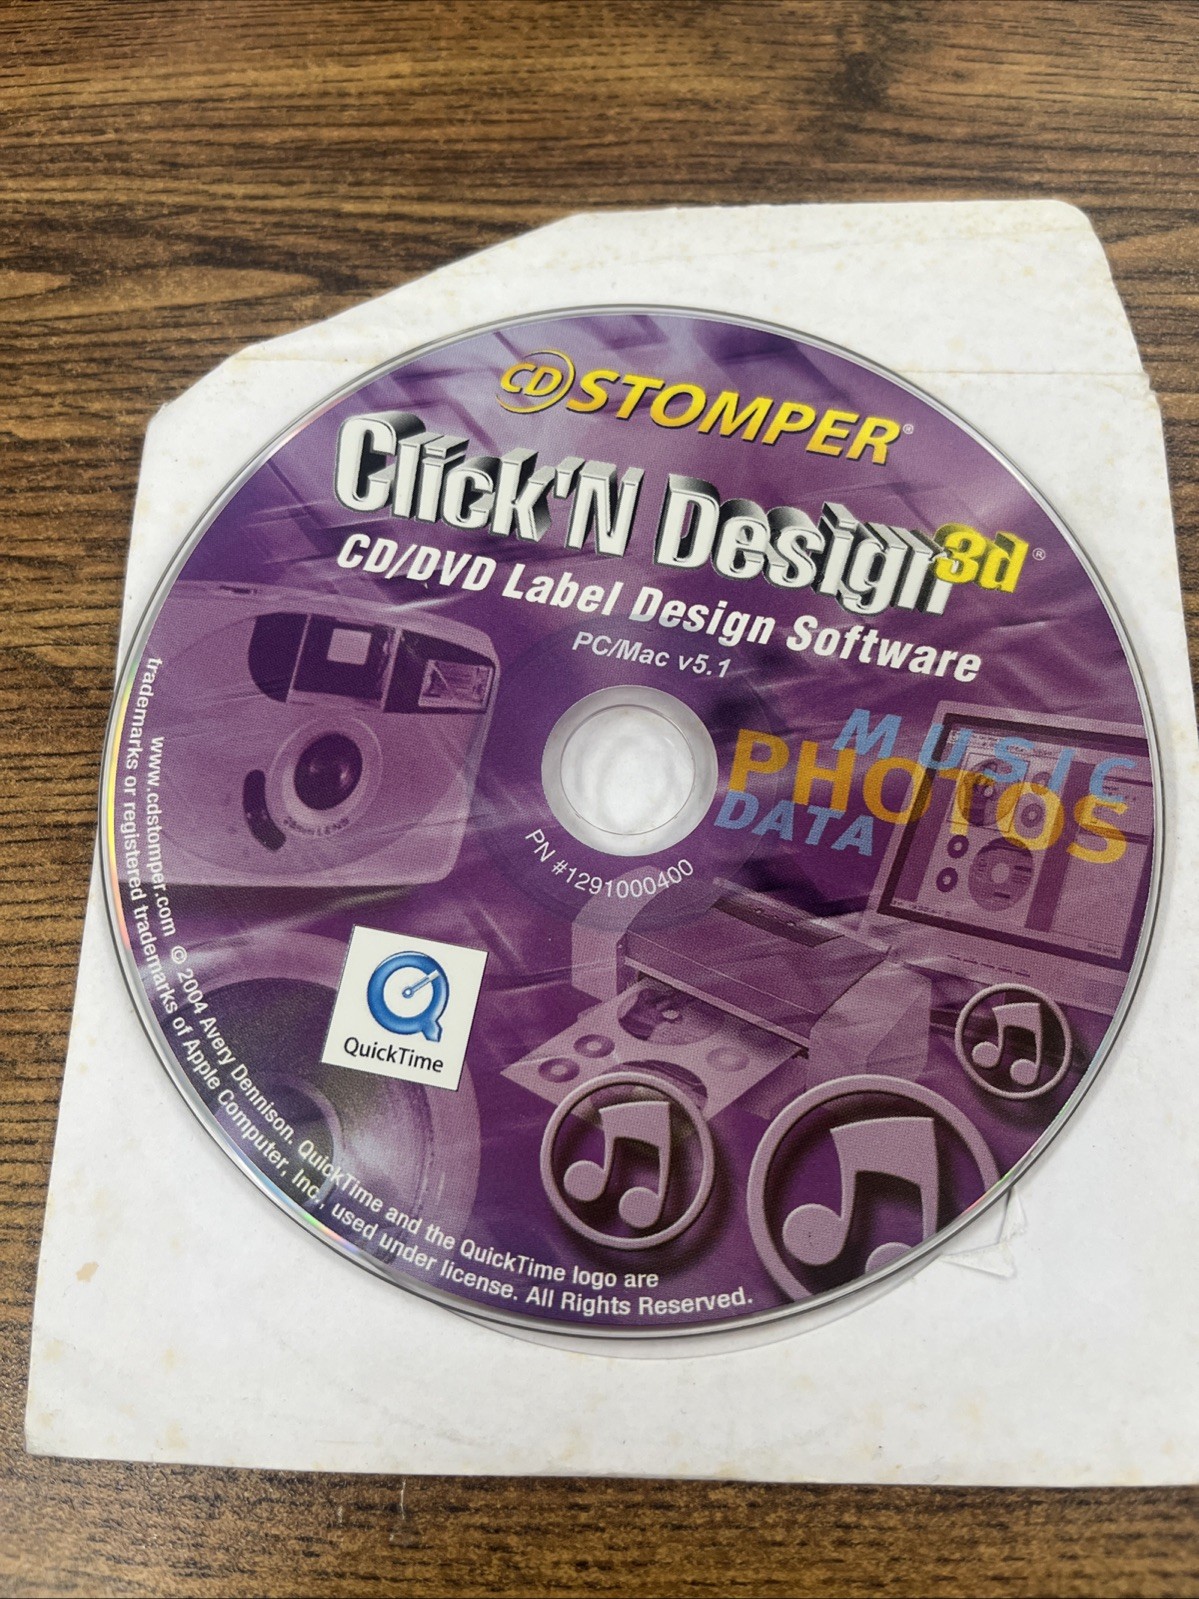 CD STOMPER®
Click'N Design 3d®
CD/DVD Label Design Software
PC/Mac v5.1
MUSIC
PHOTOS
DATA
PN #1291000400
QuickTime
www.cdstomper.com © 2004 Avery Dennison. QuickTime and the QuickTime logo are
trademarks or registered trademarks of Apple Computer, Inc., used under license. All Rights Reserved.